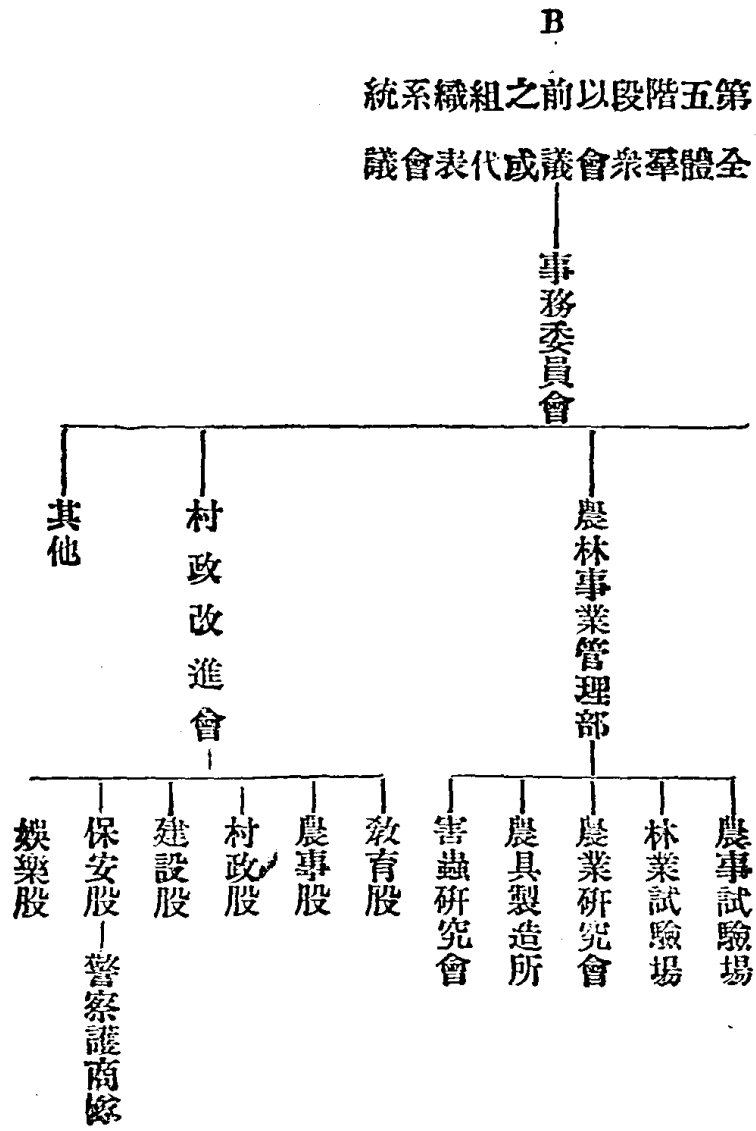 B
第五階段以前之組織系統
全體羣衆會議或代表會議
事務委員會
農林事業管理部
村政改進會
其他
農事試驗場
林業試驗場
農業研究會
農具製造所
害蟲研究會
教育股
農事股
村政股
建設股
保安股
警察護商隊
娛樂股